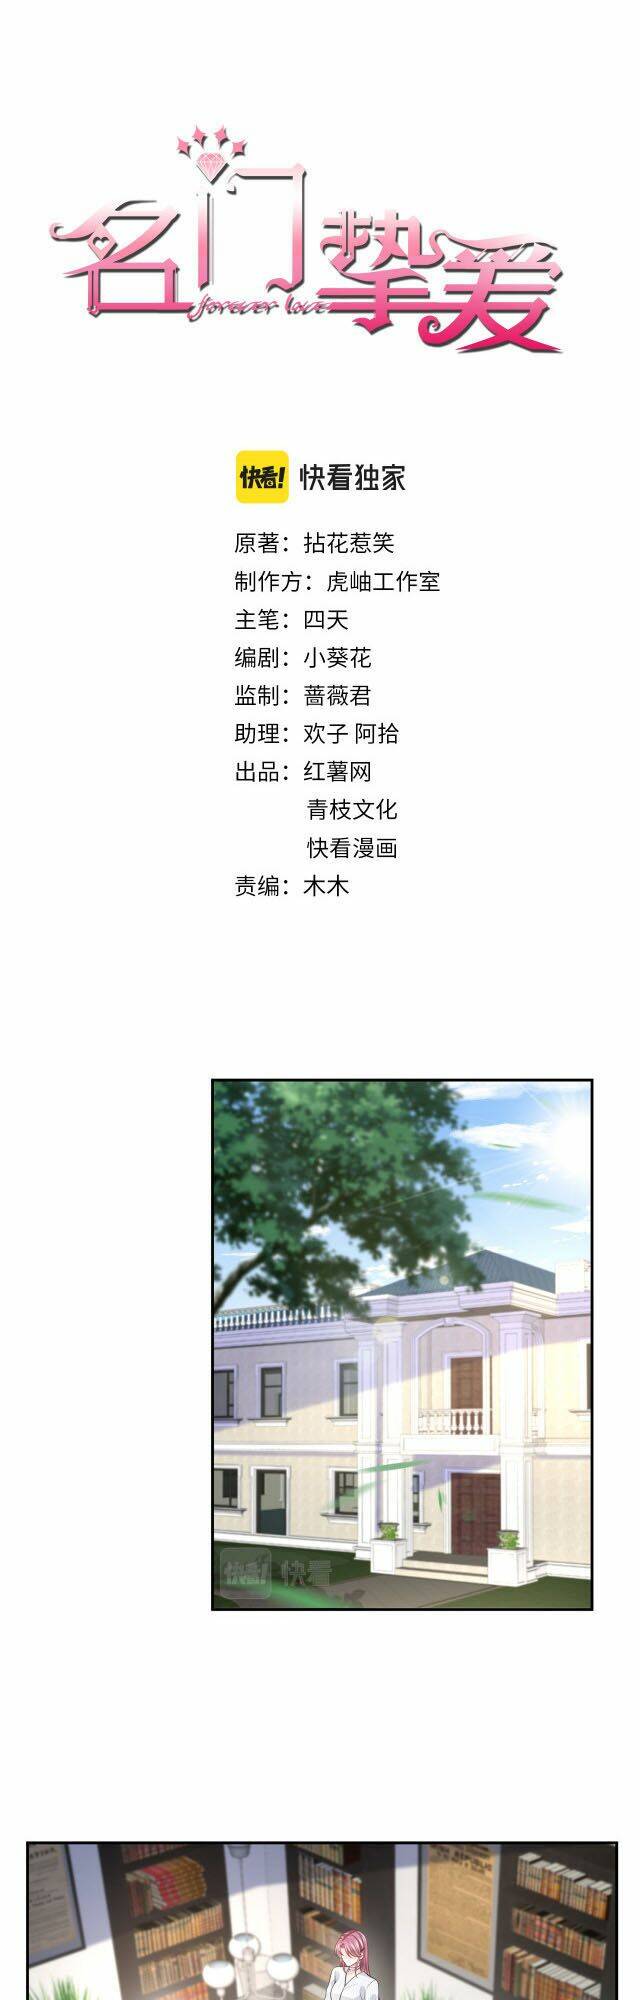 名门挚爱
forever love
快看! 快看独家
原著：拈花惹笑
制作方：虎岫工作室
主笔：四天
编剧：小葵花
监制：蔷薇君
助理：欢子 阿拾
出品：红薯网
青枝文化
快看漫画
责编：木木
快看! 快看